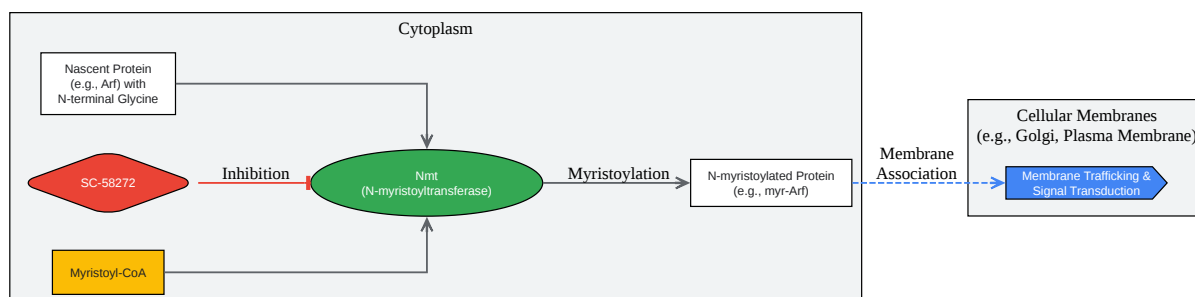 Cytoplasm
Nascent Protein
(e.g., Arf) with
N-terminal Glycine
SC-58272
Inhibition
Nmt
(N-myristoyltransferase)
Myristoyl-CoA
Myristoylation
N-myristoylated Protein
(e.g., myr-Arf)
Membrane
Association
Cellular Membranes
(e.g., Golgi, Plasma Membrane)
Membrane Trafficking &
Signal Transduction